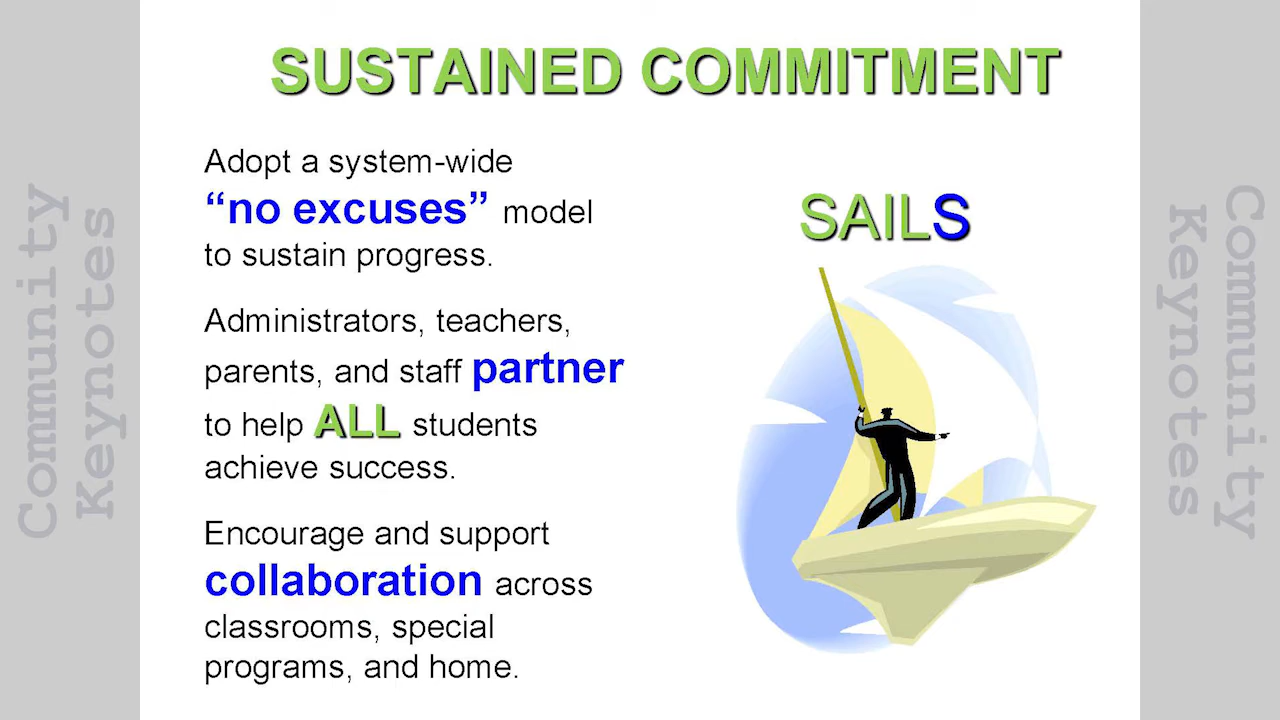 Community
Keynotes
SUSTAINED COMMITMENT
Adopt a system-wide
“no excuses” model
to sustain progress.
Administrators, teachers,
parents, and staff partner
to help ALL students
achieve success.
Encourage and support
collaboration across
classrooms, special
programs, and home.
SAILS
Community
Keynotes